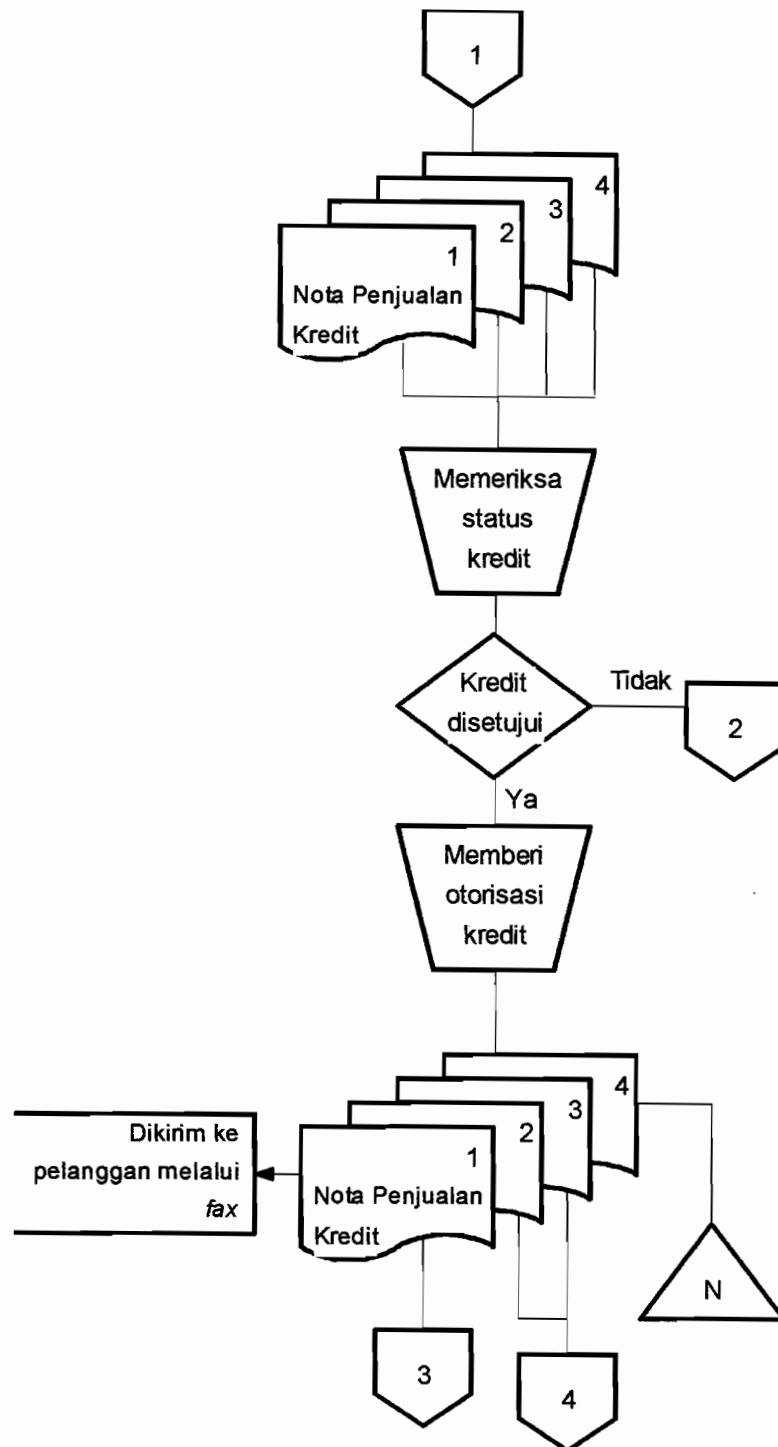 1
4
3
2
1
Nota Penjualan
Kredit
Memeriksa
status
kredit
Kredit
disetujui
Tidak
2
Ya
Memberi
otorisasi
kredit
4
3
2
1
Nota Penjualan
Kredit
Dikirim ke
pelanggan melalui
fax
N
3
4